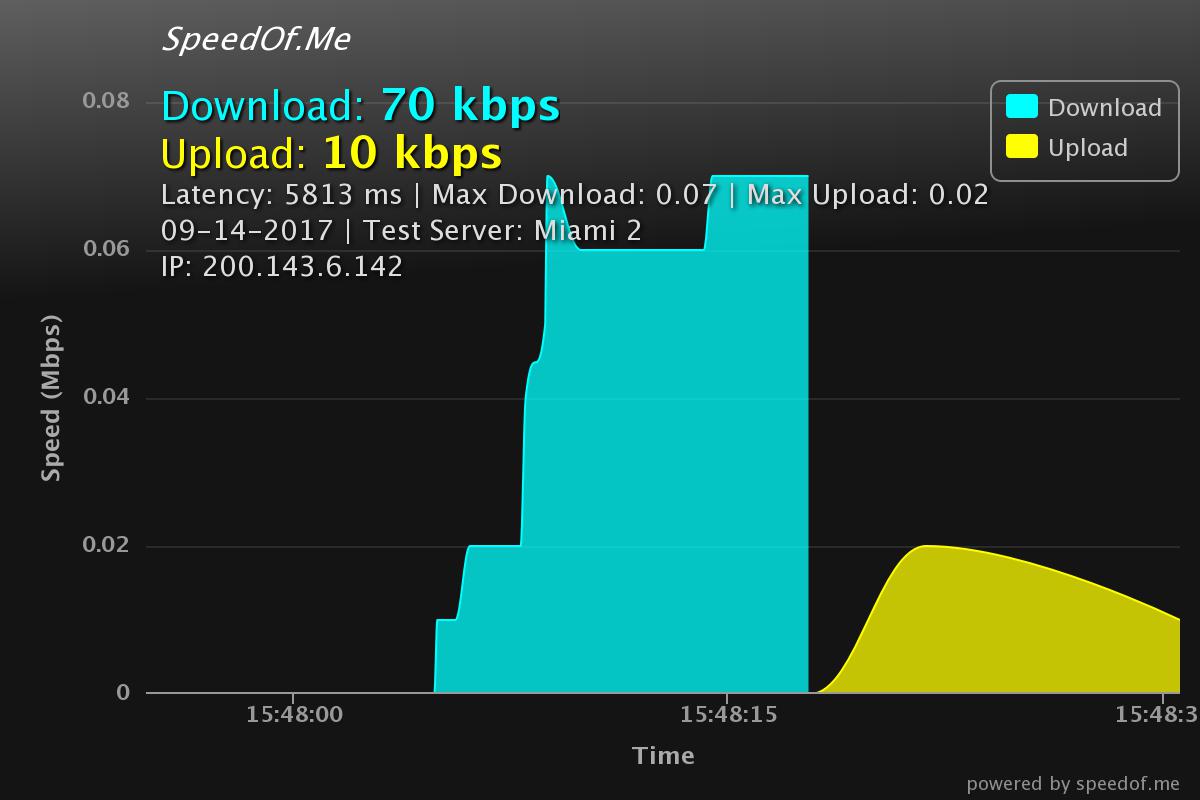 SpeedOf.Me
Download: 70 kbps
Upload: 10 kbps
Latency: 5813 ms | Max Download: 0.07 | Max Upload: 0.02
09-14-2017 | Test Server: Miami 2
IP: 200.143.6.142
Download
Upload
0.08
0.06
0.04
0.02
0
Speed (Mbps)
15:48:00
15:48:15
15:48:3
Time
powered by speedof.me